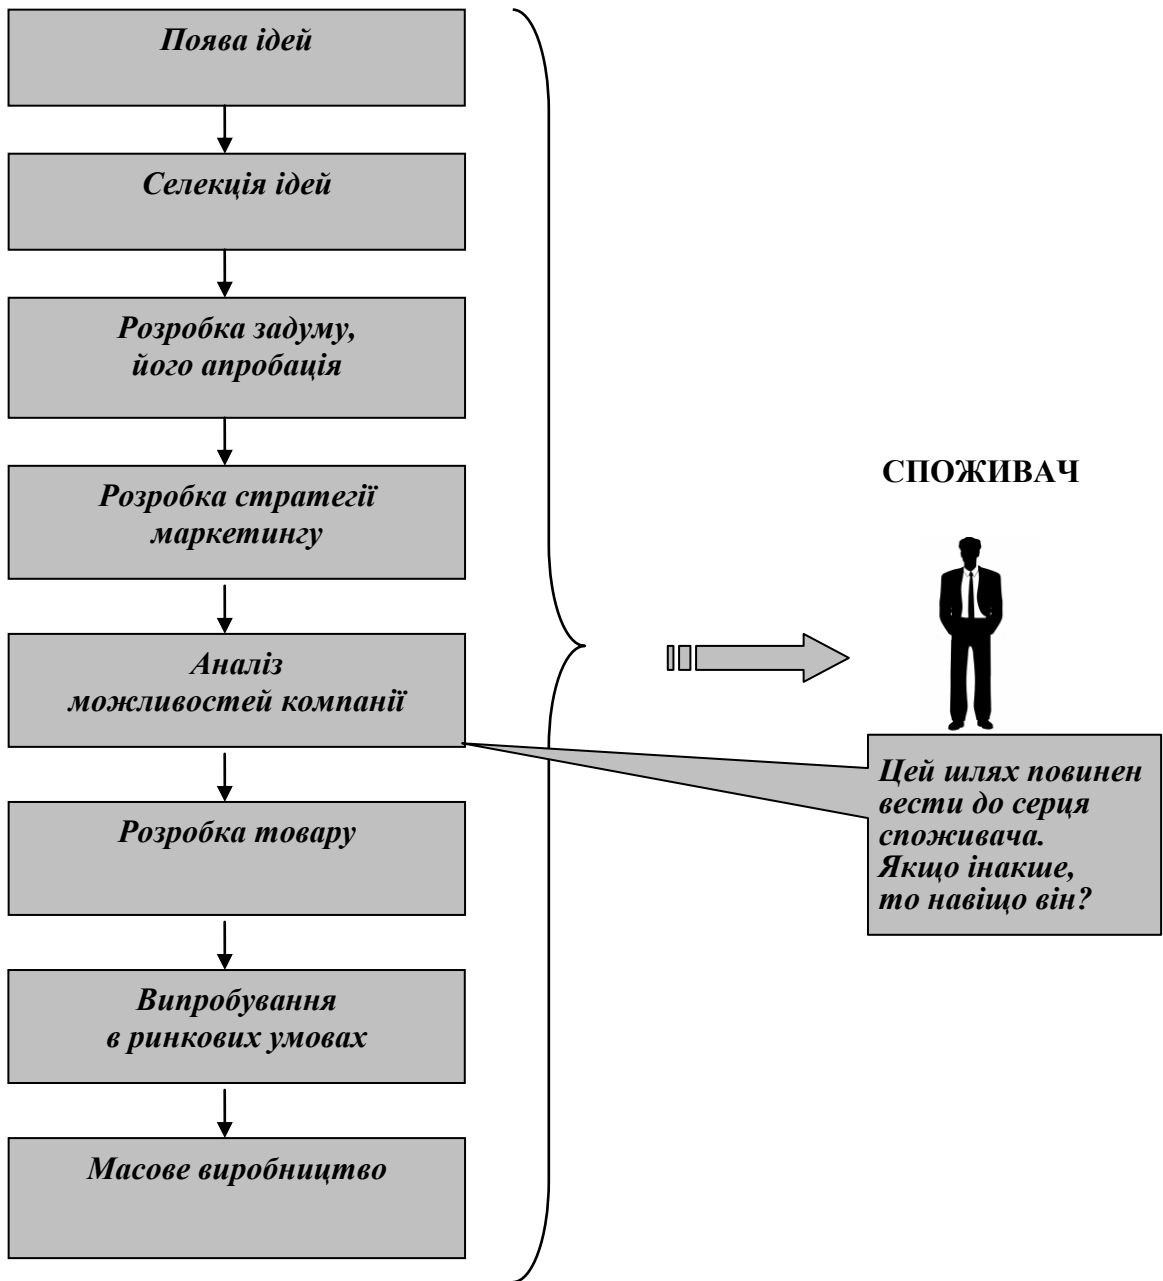 Поява ідей
Селекція ідей
Розробка задуму,
його апробація
Розробка стратегії
маркетингу
Аналіз
можливостей компанії
Розробка товару
Випробування
в ринкових умовах
Масове виробництво
СПОЖИВАЧ
Цей шлях повинен
вести до серця
споживача.
Якщо інакше,
то навіщо він?